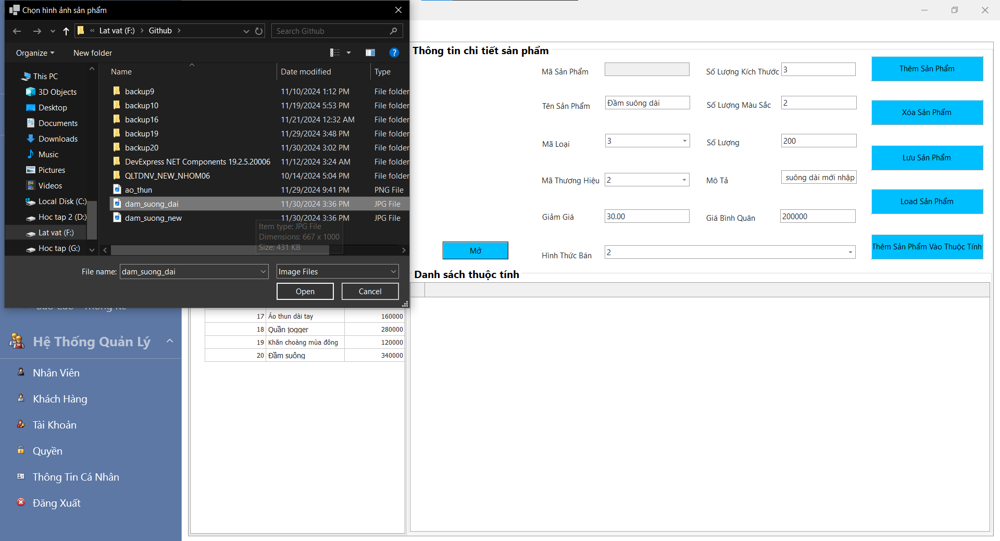 Chọn hình ảnh sản phẩm
« Lat vat (F:) > Github >
Search Github
Organize
New folder
Name
Date modified
Type
This PC
3D Objects
Desktop
Documents
Downloads
Music
Pictures
Videos
Local Disk (C:)
Hoc tap 2 (D:)
Lat vat (F:)
Hoc tap (G:)
backup9 11/10/2024 1:12 PM File folder
backup10 11/19/2024 5:53 PM File folder
backup16 11/21/2024 12:32 AM File folder
backup19 11/29/2024 3:48 PM File folder
backup20 11/30/2024 3:02 PM File folder
DevExpress NET Components 19.2.5.20006 11/12/2024 3:24 AM File folder
QLTDNV_NEW_NHOM06 10/14/2024 5:04 PM File folder
ao_thun 11/29/2024 9:41 PM PNG File
dam_suong_dai 11/30/2024 3:36 PM JPG File
dam_suong_new 11/30/2024 3:36 PM JPG File
Item type: JPG File
Dimensions: 667 x 1000
Size: 431 KB
File name: dam_suong_dai
Image Files
Open
Cancel
Thông tin chi tiết sản phẩm
Mã Sản Phẩm
Số Lượng Kích Thước 3
Thêm Sản Phẩm
Tên Sản Phẩm Đầm suông dài
Số Lượng Màu Sắc 2
Xóa Sản Phẩm
Mã Loại 3
Số Lượng 200
Lưu Sản Phẩm
Mã Thương Hiệu 2
Mô Tả suông dài mới nhập
Load Sản Phẩm
Giảm Giá 30.00
Giá Bình Quân 200000
Mở
Hình Thức Bán 2
Thêm Sản Phẩm Vào Thuộc Tính
Danh sách thuộc tính
17 Áo thun dài tay 160000
18 Quần jogger 280000
19 Khăn choàng mùa đông 120000
20 Đầm suông 340000
Báo Cáo - Thống Kê
Hệ Thống Quản Lý
Nhân Viên
Khách Hàng
Tài Khoản
Quyền
Thông Tin Cá Nhân
Đăng Xuất